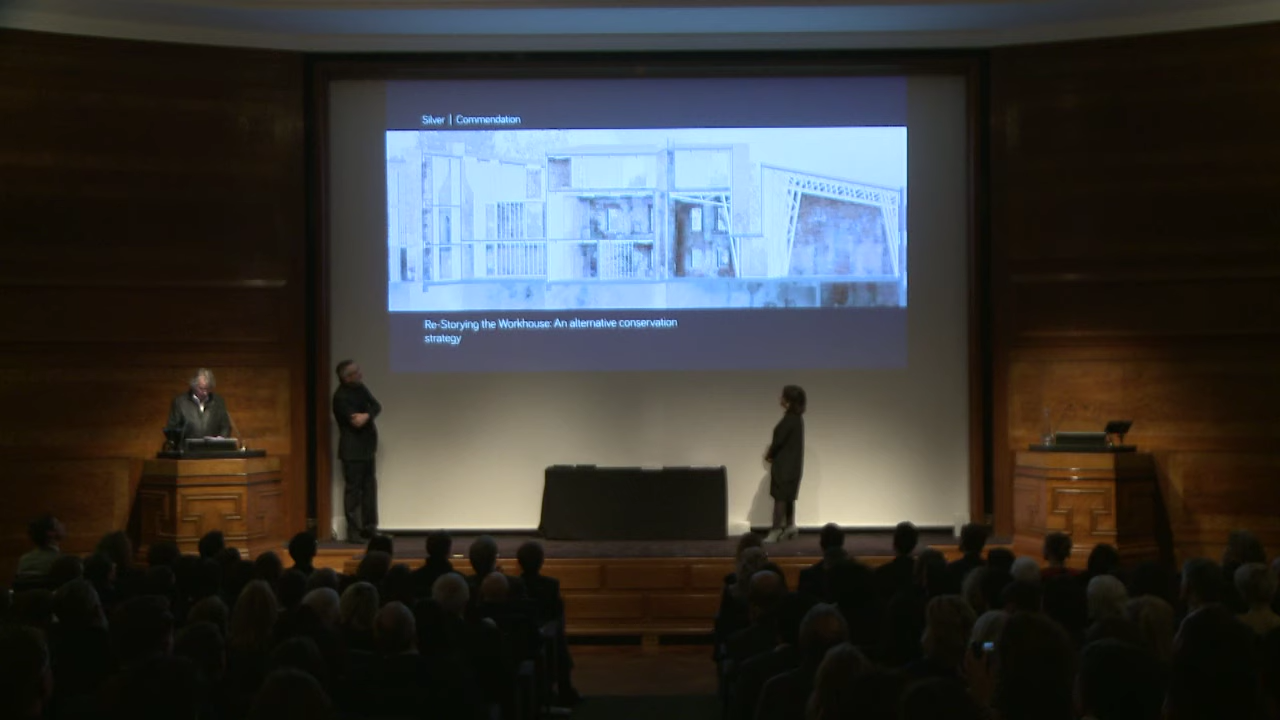 Silver | Commendation
Re-Storying the Workhouse: An alternative conservation
strategy